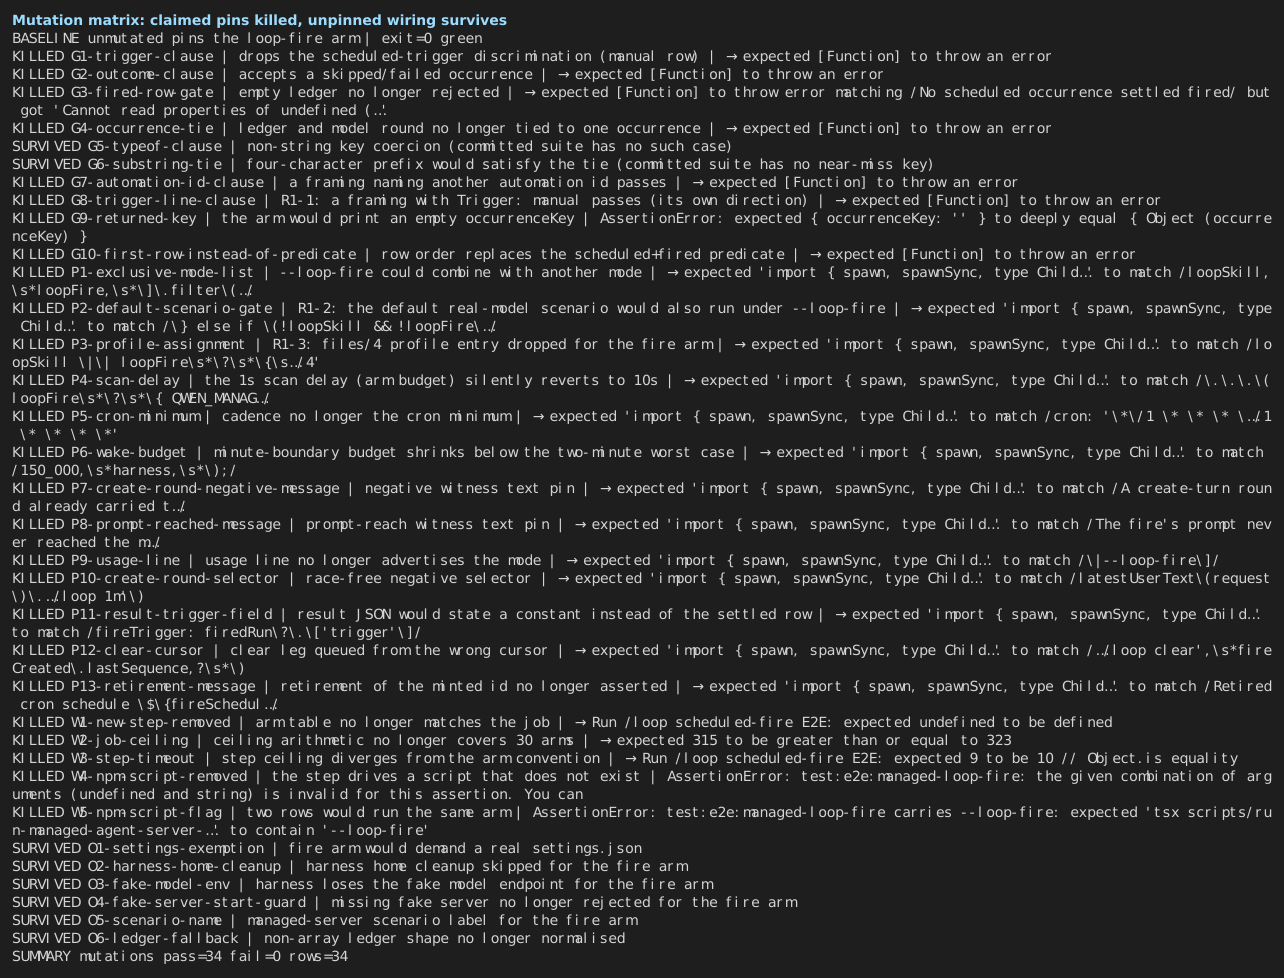 Mutation matrix: claimed pins killed, unpinned wiring survives
BASELINE unmutated pins the loop-fire arm | exit=0 green
KILLED G1-trigger-clause | drops the scheduled-trigger discrimination (manual row) | → expected [Function] to throw an error
KILLED G2-outcome-clause | accepts a skipped/failed occurrence | → expected [Function] to throw an error
KILLED G3-fired-row-gate | empty ledger no longer rejected | → expected [Function] to throw error matching /No scheduled occurrence settled fired/ but
got 'Cannot read properties of undefined (…'
KILLED G4-occurrence-tie | ledger and model round no longer tied to one occurrence | → expected [Function] to throw an error
SURVIVED G5-typeof-clause | non-string key coercion (committed suite has no such case)
SURVIVED G6-substring-tie | four-character prefix would satisfy the tie (committed suite has no near-miss key)
KILLED G7-automation-id-clause | a framing naming another automation id passes | → expected [Function] to throw an error
KILLED G8-trigger-line-clause | R1-1: a framing with Trigger: manual passes (its own direction) | → expected [Function] to throw an error
KILLED G9-returned-key | the arm would print an empty occurrenceKey | AssertionError: expected { occurrenceKey: '' } to deeply equal { Object (occurre
nceKey) }
KILLED G10-first-row-instead-of-predicate | row order replaces the scheduled+fired predicate | → expected [Function] to throw an error
KILLED P1-exclusive-mode-list | --loop-fire could combine with another mode | → expected 'import { spawn, spawnSync, type Child…' to match /loopSkill,
\s*loopFire,\s*\]\.filter\(…/
KILLED P2-default-scenario-gate | R1-2: the default real-model scenario would also run under --loop-fire | → expected 'import { spawn, spawnSync, type
Child…' to match /\} else if \(!loopSkill && !loopFire\…/
KILLED P3-profile-assignment | R1-3: files/4 profile entry dropped for the fire arm | → expected 'import { spawn, spawnSync, type Child…' to match /lo
opSkill \|\| loopFire\s*\?\s*\{\s…/4'
KILLED P4-scan-delay | the 1s scan delay (arm budget) silently reverts to 10s | → expected 'import { spawn, spawnSync, type Child…' to match /\.\.\.\(
loopFire\s*\?\s*\{ QWEN_MANAG…/
KILLED P5-cron-minimum | cadence no longer the cron minimum | → expected 'import { spawn, spawnSync, type Child…' to match /cron: '\*\/1 \* \* \* \…/1
\* \* \* \*'
KILLED P6-wake-budget | minute-boundary budget shrinks below the two-minute worst case | → expected 'import { spawn, spawnSync, type Child…' to match
/150_000,\s*harness,\s*\);/
KILLED P7-create-round-negative-message | negative witness text pin | → expected 'import { spawn, spawnSync, type Child…' to match /A create-turn roun
d already carried t…/
KILLED P8-prompt-reached-message | prompt-reach witness text pin | → expected 'import { spawn, spawnSync, type Child…' to match /The fire's prompt nev
er reached the m…/
KILLED P9-usage-line | usage line no longer advertises the mode | → expected 'import { spawn, spawnSync, type Child…' to match /\|--loop-fire\]/
KILLED P10-create-round-selector | race-free negative selector | → expected 'import { spawn, spawnSync, type Child…' to match /latestUserText\(request
\)\…/loop 1m'\)
KILLED P11-result-trigger-field | result JSON would state a constant instead of the settled row | → expected 'import { spawn, spawnSync, type Child…'
to match /fireTrigger: firedRun\?\.\['trigger'\]/
KILLED P12-clear-cursor | clear leg queued from the wrong cursor | → expected 'import { spawn, spawnSync, type Child…' to match /…/loop clear',\s*fire
Created\.lastSequence,?\s*\)
KILLED P13-retirement-message | retirement of the minted id no longer asserted | → expected 'import { spawn, spawnSync, type Child…' to match /Retired
cron schedule \$\{fireSchedul…/
KILLED W1-new-step-removed | arm table no longer matches the job | → Run /loop scheduled-fire E2E: expected undefined to be defined
KILLED W2-job-ceiling | ceiling arithmetic no longer covers 30 arms | → expected 315 to be greater than or equal to 323
KILLED W3-step-timeout | step ceiling diverges from the arm convention | → Run /loop scheduled-fire E2E: expected 9 to be 10 // Object.is equality
KILLED W4-npm-script-removed | the step drives a script that does not exist | AssertionError: test:e2e:managed-loop-fire: the given combination of arg
uments (undefined and string) is invalid for this assertion. You can
KILLED W5-npm-script-flag | two rows would run the same arm | AssertionError: test:e2e:managed-loop-fire carries --loop-fire: expected 'tsx scripts/ru
n-managed-agent-server-…' to contain '--loop-fire'
SURVIVED O1-settings-exemption | fire arm would demand a real settings.json
SURVIVED O2-harness-home-cleanup | harness home cleanup skipped for the fire arm
SURVIVED O3-fake-model-env | harness loses the fake model endpoint for the fire arm
SURVIVED O4-fake-server-start-guard | missing fake server no longer rejected for the fire arm
SURVIVED O5-scenario-name | managed-server scenario label for the fire arm
SURVIVED O6-ledger-fallback | non-array ledger shape no longer normalised
SUMMARY mutations pass=34 fail=0 rows=34